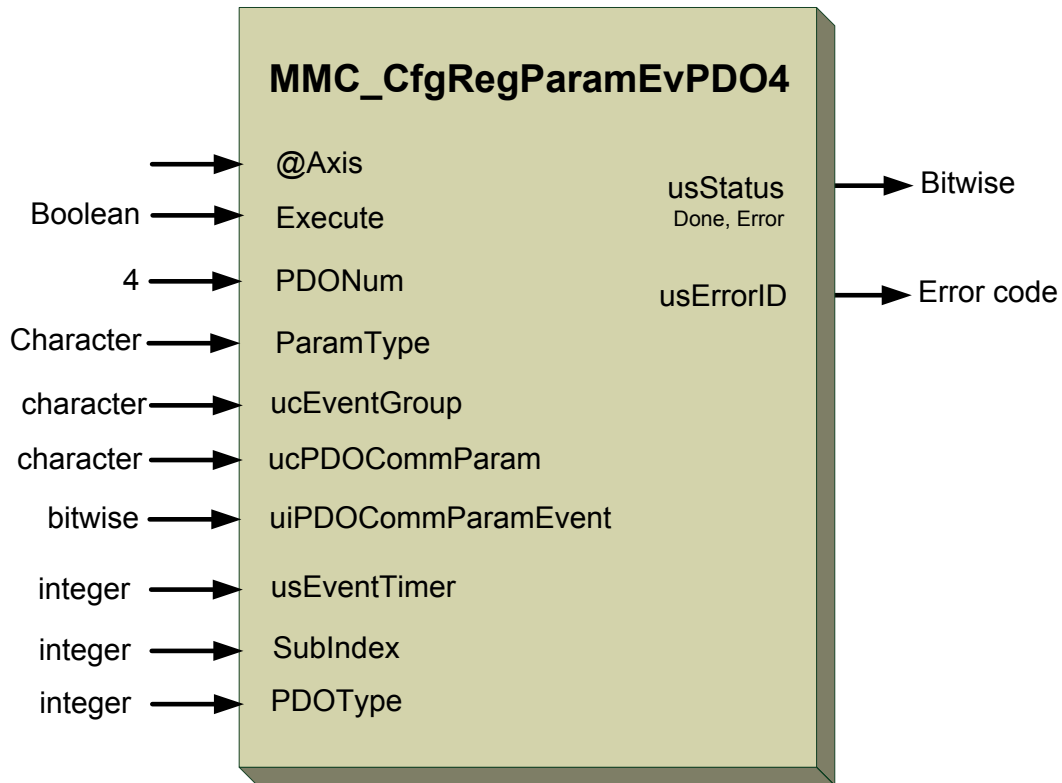 MMC_CfgRegParamEvPDO4
@Axis
Boolean Execute
4 PDONum
Character ParamType
character ucEventGroup
character ucPDOCommParam
bitwise uiPDOCommParamEvent
integer usEventTimer
integer SubIndex
integer PDOType
usStatus Bitwise
Done, Error
usErrorID Error code